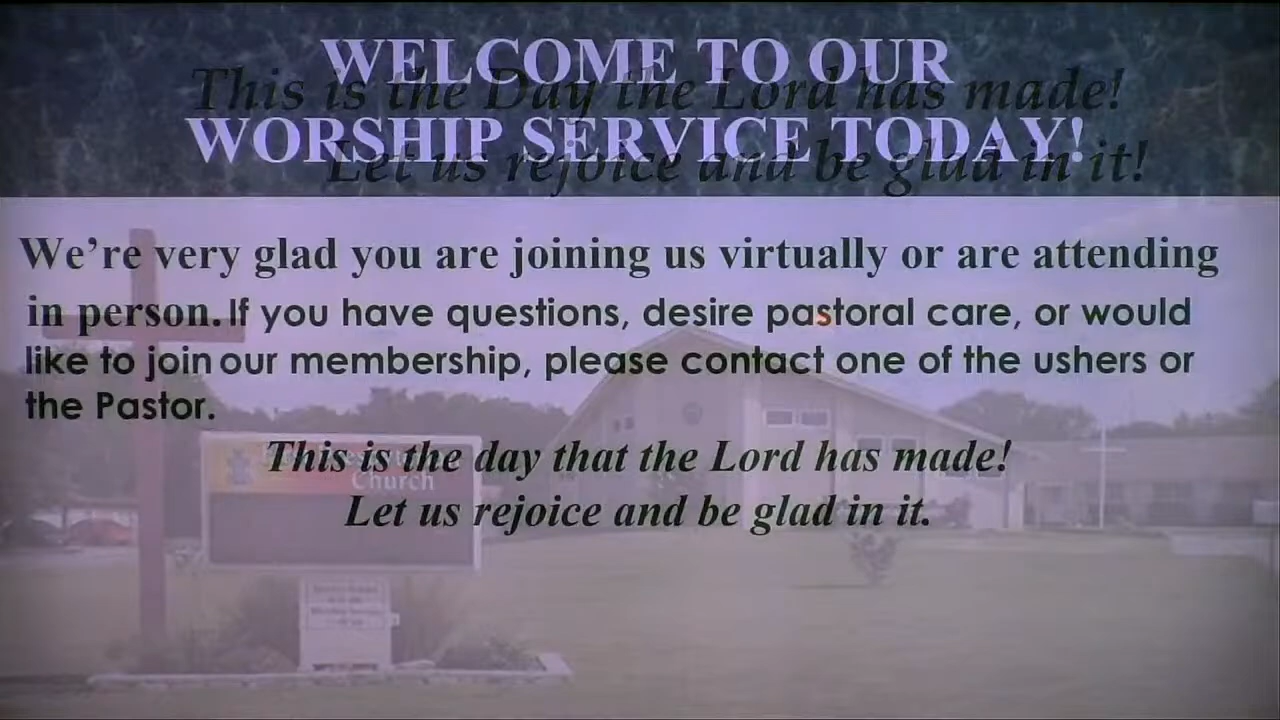 WELCOME TO OUR
This is the Day the Lord has made!
WORSHIP SERVICE TODAY!
Let us rejoice and be glad in it!
We’re very glad you are joining us virtually or are attending
in person. If you have questions, desire pastoral care, or would
like to join our membership, please contact one of the ushers or
the Pastor.
This is the day that the Lord has made!
Church
Let us rejoice and be glad in it.